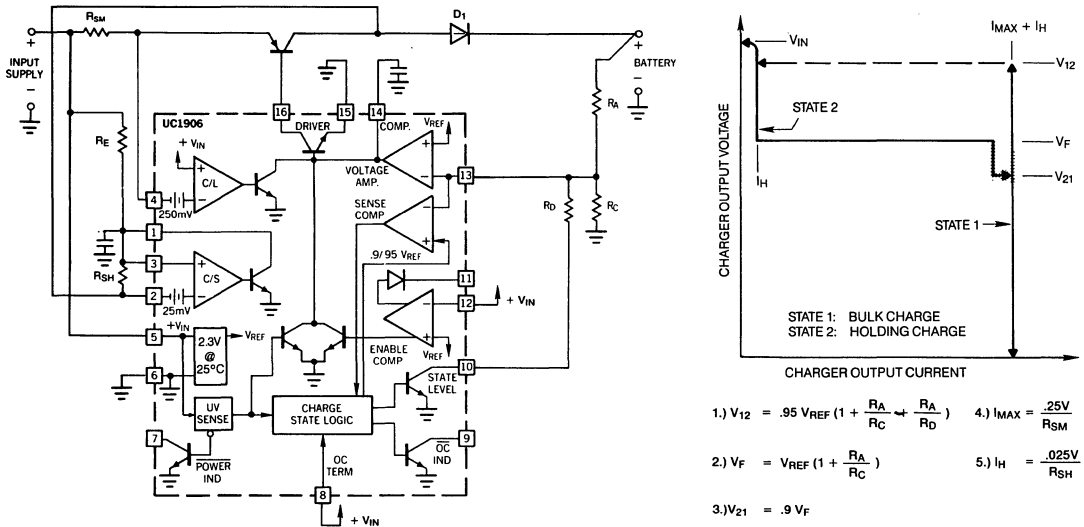 RSM
D1
+
INPUT
SUPPLY
−
+
BATTERY
−
RA
16
15
14
UC1906
DRIVER
COMP.
VREF
RE
+ VIN
+
C/L
−
4
250mV
VOLTAGE
AMP.
+
−
13
SENSE
COMP
−
+
RD
RC
1
3
RSH
2
+
C/S
−
25mV
.9/95 VREF
11
12
+ VIN
+VIN
5
2.3V
@
25°C
VREF
−
+
ENABLE
COMP
VREF
10
STATE
LEVEL
6
UV
SENSE
CHARGE
STATE LOGIC
7
POWER
IND
OC
TERM
OC
IND
9
8
+ VIN
CHARGER OUTPUT VOLTAGE
VIN
IMAX + IH
V12
STATE 2
VF
IH
V21
STATE 1
STATE 1: BULK CHARGE
STATE 2: HOLDING CHARGE
CHARGER OUTPUT CURRENT
1.) V12 = .95 VREF (1 + RA/RC + RA/RD)
4.) IMAX = .25V/RSM
2.) VF = VREF (1 + RA/RC)
5.) IH = .025V/RSH
3.) V21 = .9 VF